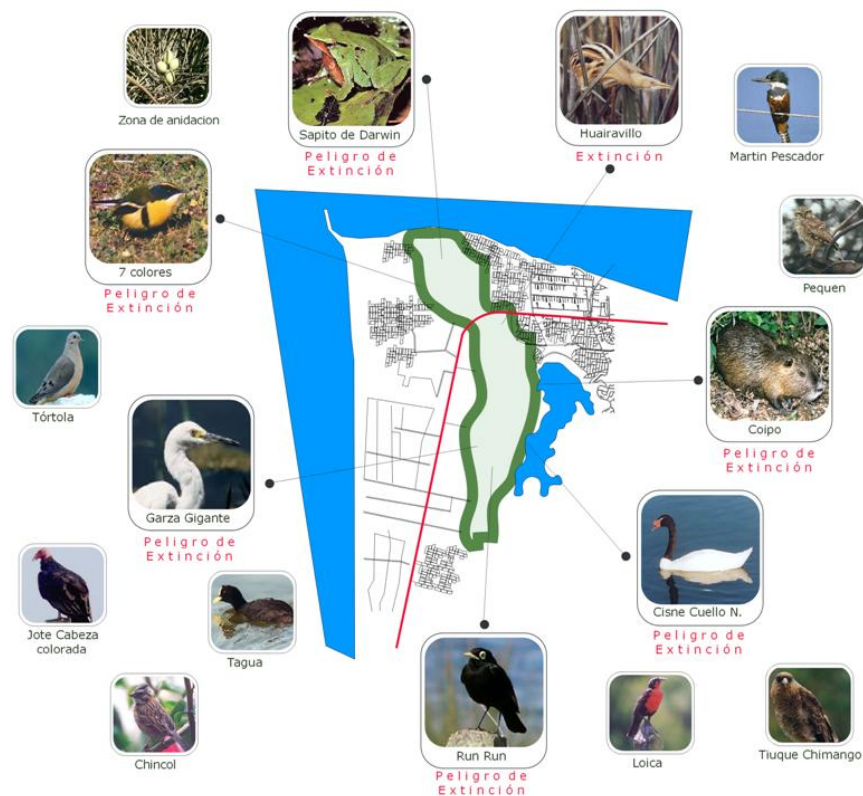 Zona de anidacion
Sapito de Darwin
Peligro de
Extinción
Huairavillo
Extinción
Martin Pescador
7 colores
Peligro de
Extinción
Pequen
Tórtola
Coipo
Peligro de
Extinción
Garza Gigante
Peligro de
Extinción
Cisne Cuello N.
Peligro de
Extinción
Jote Cabeza
colorada
Tagua
Chincol
Run Run
Peligro de
Extinción
Loica
Tiuque Chimango